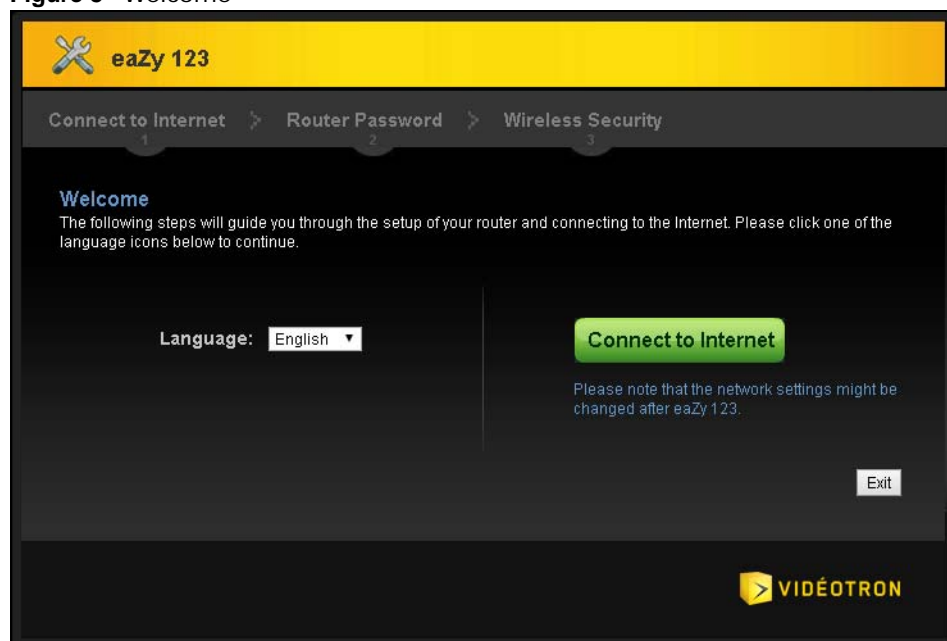 eaZy 123
Connect to Internet > Router Password > Wireless Security
1 2 3
Welcome
The following steps will guide you through the setup of your router and connecting to the Internet. Please click one of the
language icons below to continue.
Language: English
Connect to Internet
Please note that the network settings might be
changed after eaZy 123.
Exit
VIDÉOTRON